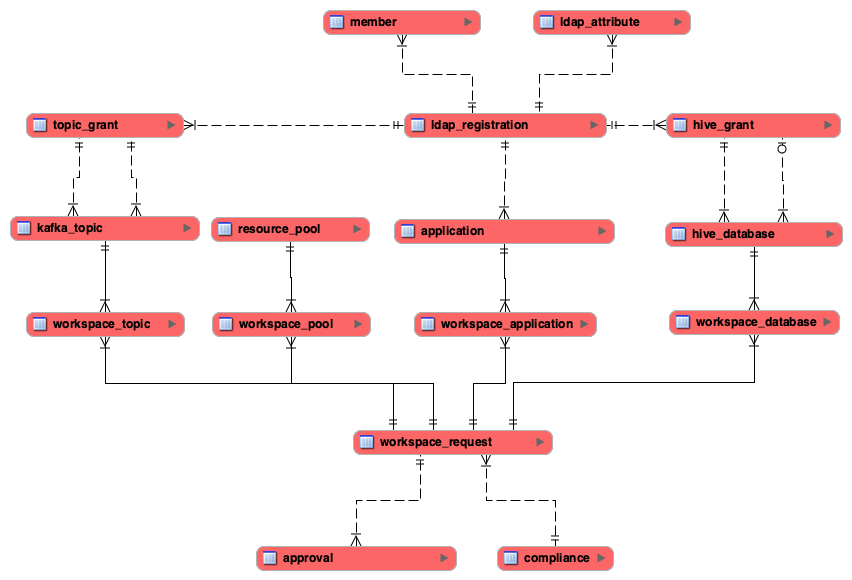 member
ldap_attribute
topic_grant
ldap_registration
hive_grant
kafka_topic
resource_pool
application
hive_database
workspace_topic
workspace_pool
workspace_application
workspace_database
workspace_request
approval
compliance